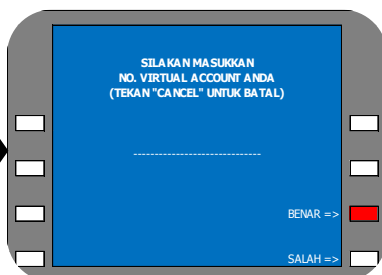 SILAKAN MASUKKAN
NO. VIRTUAL ACCOUNT ANDA
(TEKAN "CANCEL" UNTUK BATAL)
------------------------------
BENAR =>
SALAH =>